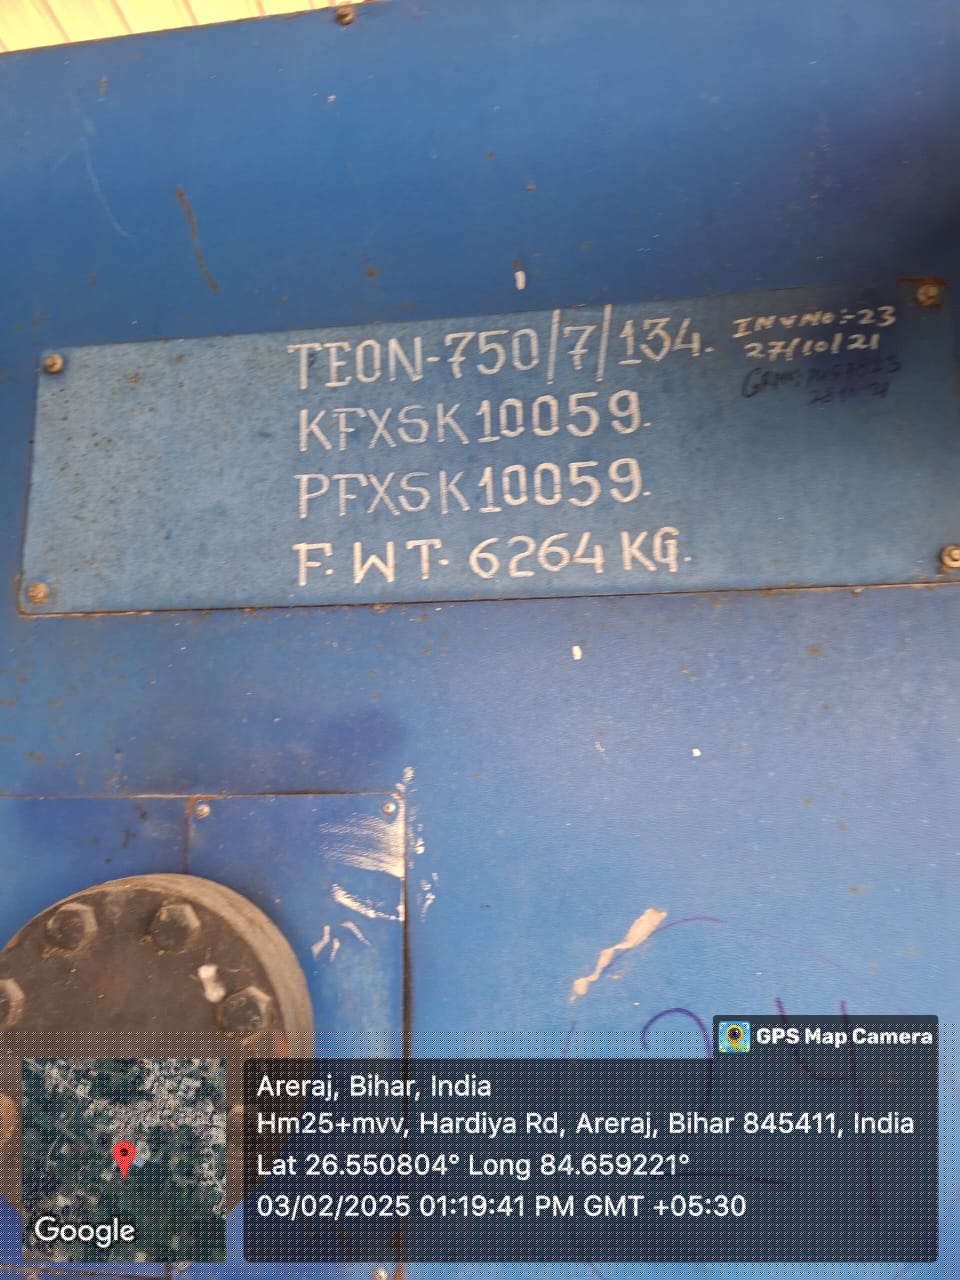 TEON-750/7/134.
INV NO:-23
27/10/21
KFXSK10059.
PFXSK10059.
F. WT. 6264 KG.
24
GPS Map Camera
Areraj, Bihar, India
Hm25+mvv, Hardiya Rd, Areraj, Bihar 845411, India
Lat 26.550804° Long 84.659221°
03/02/2025 01:19:41 PM GMT +05:30
Google